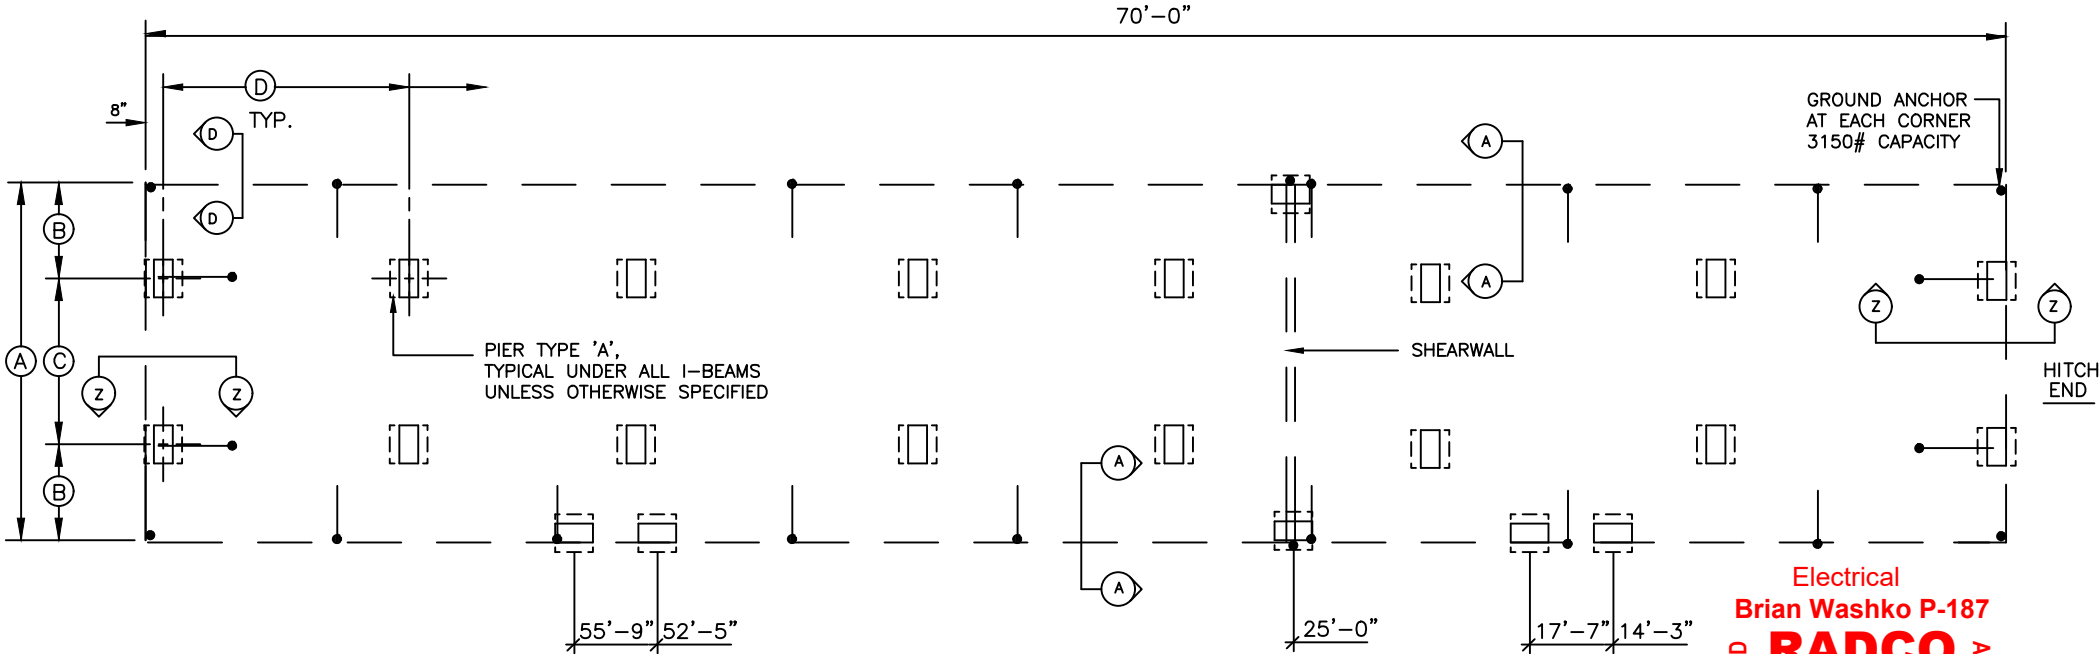 70'-0"
D
TYP.
8"
D
D
A
A
GROUND ANCHOR
AT EACH CORNER
3150# CAPACITY
B
A
C
B
Z
Z
PIER TYPE 'A',
TYPICAL UNDER ALL I-BEAMS
UNLESS OTHERWISE SPECIFIED
SHEARWALL
Z
Z
HITCH
END
A
A
55'-9"
52'-5"
25'-0"
17'-7"
14'-3"
Electrical
Brian Washko P-187
RADCO
D
A